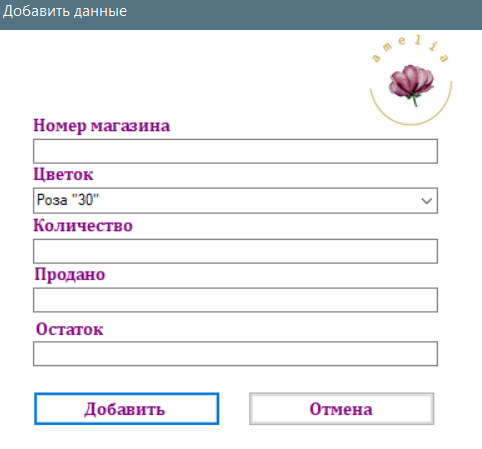 Добавить данные
amelia
Номер магазина
Цветок
Роза "30"
Количество
Продано
Остаток
Добавить
Отмена